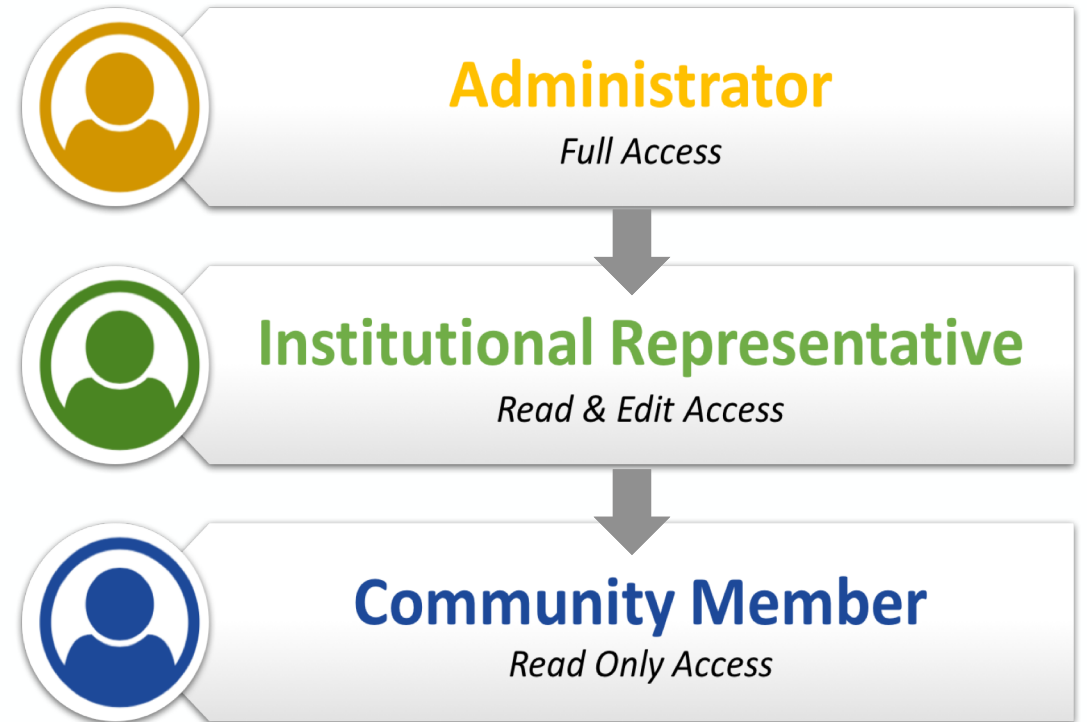 Administrator
Full Access
Institutional Representative
Read & Edit Access
Community Member
Read Only Access